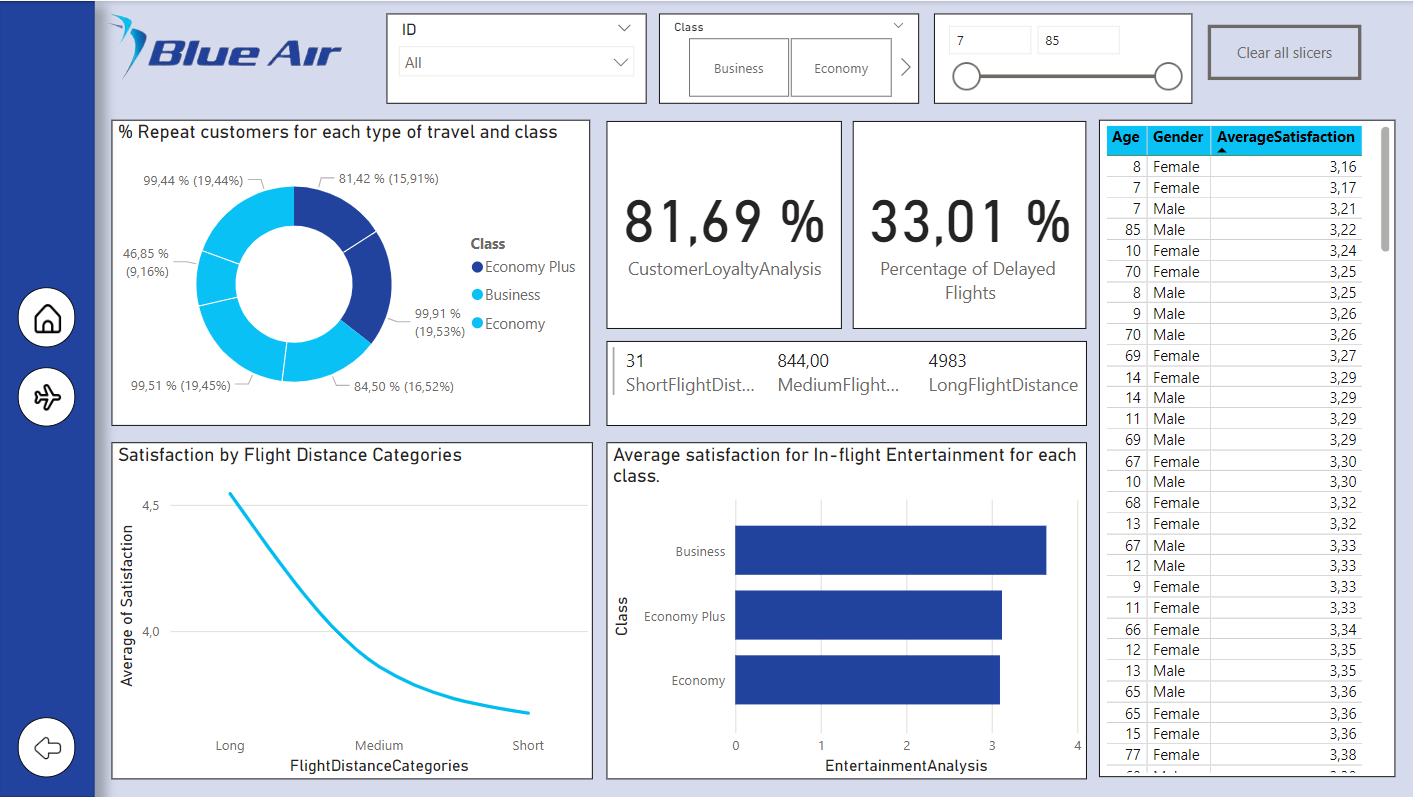 Blue Air
ID
All
Class
Business
Economy
7
85
Clear all slicers
% Repeat customers for each type of travel and class
99,44 % (19,44%)
81,42 % (15,91%)
46,85 %
(9,16%)
99,91 %
(19,53%)
99,51 % (19,45%)
84,50 % (16,52%)
Class
Economy Plus
Business
Economy
81,69 %
CustomerLoyaltyAnalysis
33,01 %
Percentage of Delayed
Flights
31
ShortFlightDist...
844,00
MediumFlight...
4983
LongFlightDistance
Satisfaction by Flight Distance Categories
Average of Satisfaction
4,5
4,0
Long
Medium
Short
FlightDistanceCategories
Average satisfaction for In-flight Entertainment for each
class.
Class
Business
Economy Plus
Economy
0
1
2
3
4
EntertainmentAnalysis
Age Gender AverageSatisfaction
8 Female 3,16
7 Female 3,17
7 Male 3,21
85 Male 3,22
10 Female 3,24
70 Female 3,25
8 Male 3,25
9 Male 3,26
70 Male 3,26
69 Female 3,27
14 Female 3,29
14 Male 3,29
11 Male 3,29
69 Male 3,29
67 Female 3,30
10 Male 3,30
68 Female 3,32
13 Female 3,32
67 Male 3,33
12 Male 3,33
9 Female 3,33
11 Female 3,33
66 Female 3,34
12 Female 3,35
13 Male 3,35
65 Male 3,36
65 Female 3,36
15 Female 3,36
77 Female 3,38